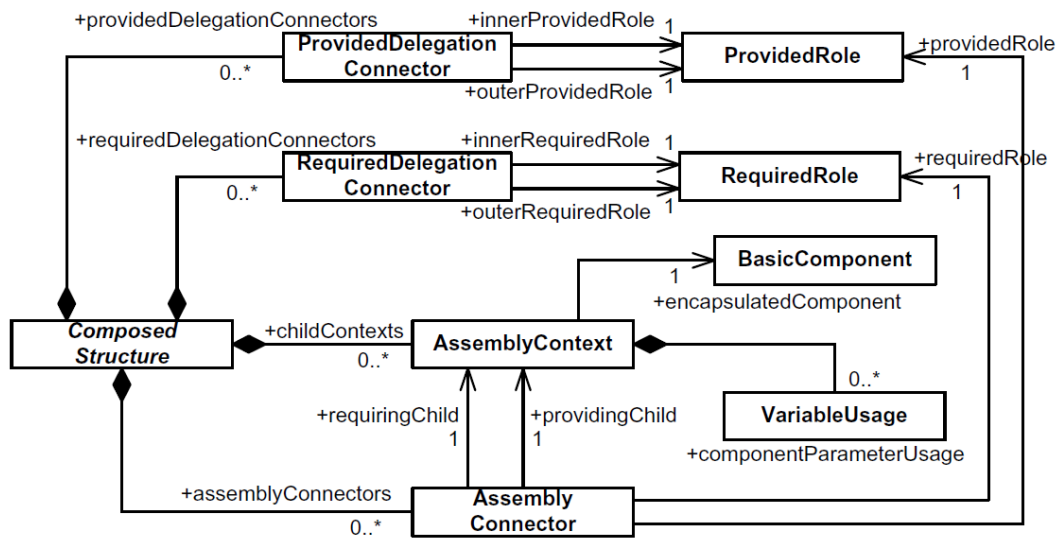 +providedDelegationConnectors
+innerProvidedRole
1
ProvidedDelegation
Connector
ProvidedRole
+providedRole
0..*
1
+outerProvidedRole
1
+requiredDelegationConnectors
+innerRequiredRole
1
RequiredDelegation
Connector
RequiredRole
+requiredRole
0..*
1
+outerRequiredRole
1
BasicComponent
1
+encapsulatedComponent
Composed
Structure
+childContexts
0..*
AssemblyContext
0..*
+requiringChild
1
+providingChild
1
VariableUsage
+componentParameterUsage
+assemblyConnectors
0..*
Assembly
Connector